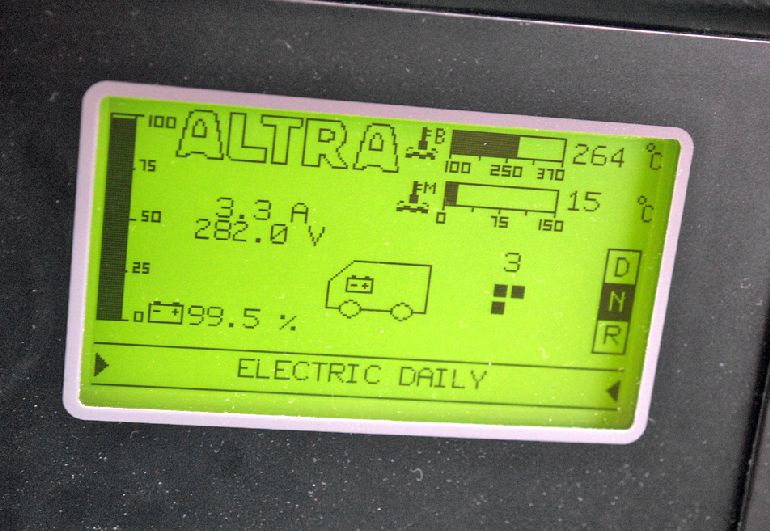 100 ALTRA B 264 °C
100 250 370
75
M 15 °C
0 75 150
3.3 A
50 282.0 V
3 D
25
N
0 - + 99.5 %
R
ELECTRIC DAILY